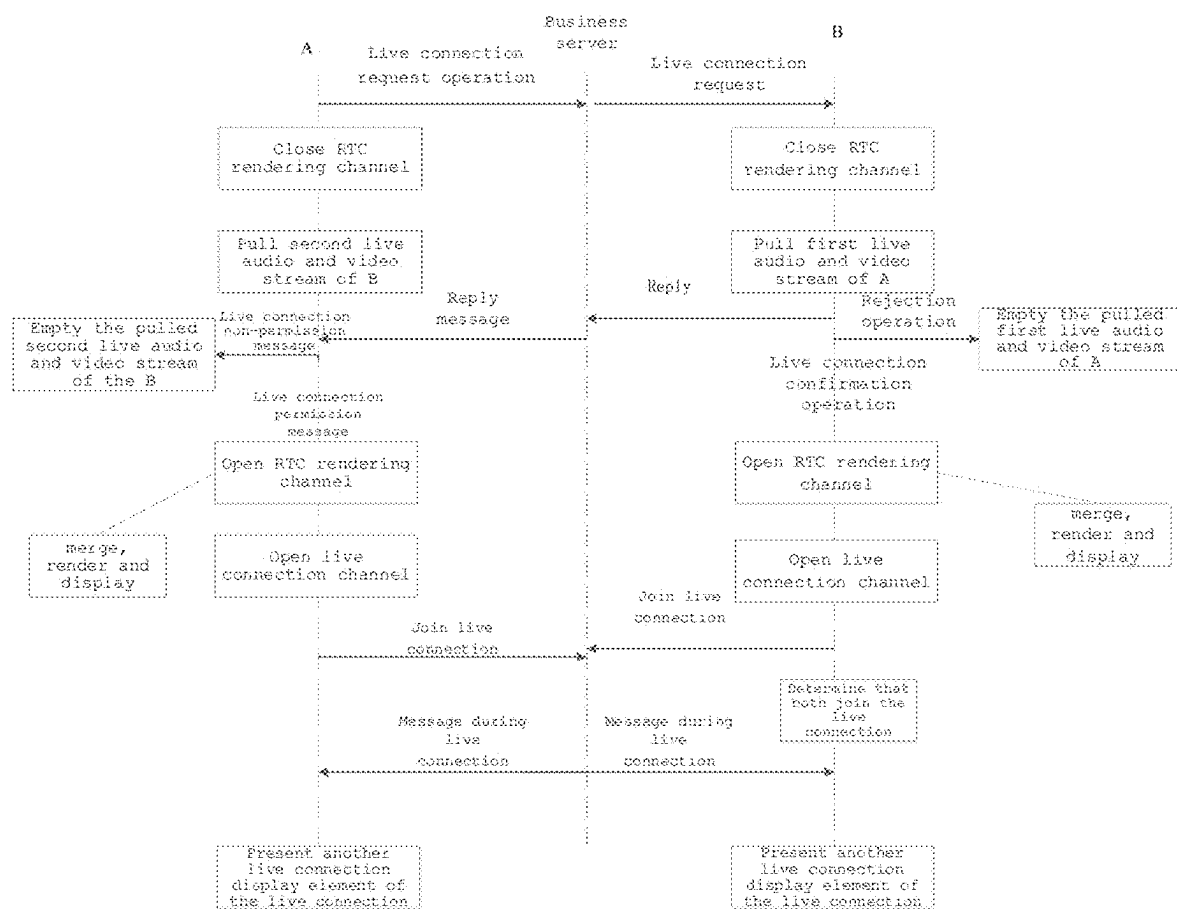 Business
server
A
B
Live connection
request operation
Live connection
request
Close RTC
rendering channel
Close RTC
rendering channel
Pull second live
audio and video
stream of B
Pull first live
audio and video
stream of A
Reply
message
Reply
Rejection
operation
Live connection
non-permission
message
Empty the pulled
second live audio
and video stream
of the B
Empty the pulled
first live audio
and video stream
of A
Live connection
confirmation
operation
Live connection
permission
message
Open RTC rendering
channel
Open RTC rendering
channel
merge,
render and
display
merge,
render and
display
Open live
connection channel
Open live
connection channel
Join live
connection
Join live
connection
Determine that
both join the
live
connection
Message during
live
connection
Message during
live
connection
Present another
live connection
display element of
the live connection
Present another
live connection
display element of
the live connection